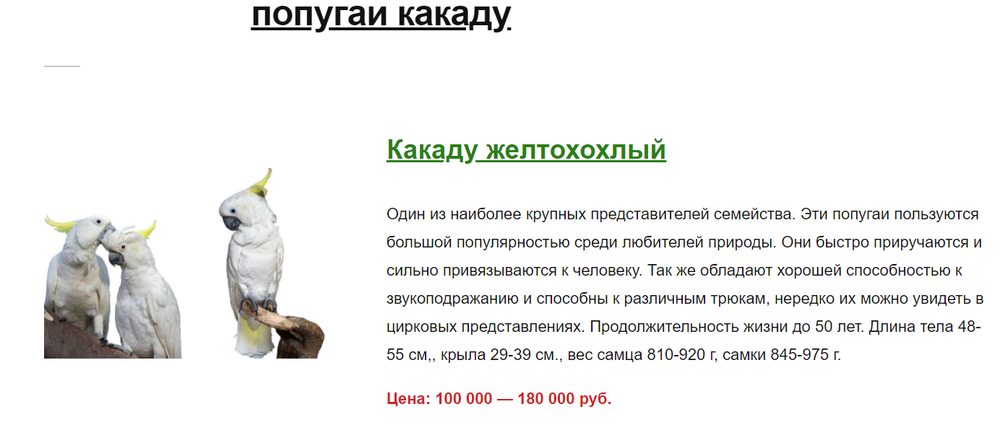 попугаи какаду
Какаду желтохохлый
Один из наиболее крупных представителей семейства. Эти попугаи пользуются
большой популярностью среди любителей природы. Они быстро приручаются и
сильно привязываются к человеку. Так же обладают хорошей способностью к
звукоподражанию и способны к различным трюкам, нередко их можно увидеть в
цирковых представлениях. Продолжительность жизни до 50 лет. Длина тела 48-
55 см,, крыла 29-39 см., вес самца 810-920 г, самки 845-975 г.
Цена: 100 000 — 180 000 руб.